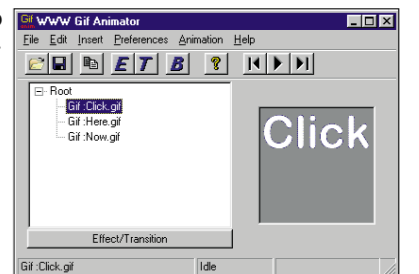 Gif WWW Gif Animator
File Edit Insert Preferences Animation Help
E T B ?
Root
Gif :Click.gif
Gif :Here.gif
Gif :Now.gif
Click
Effect/Transition
Gif :Click.gif Idle